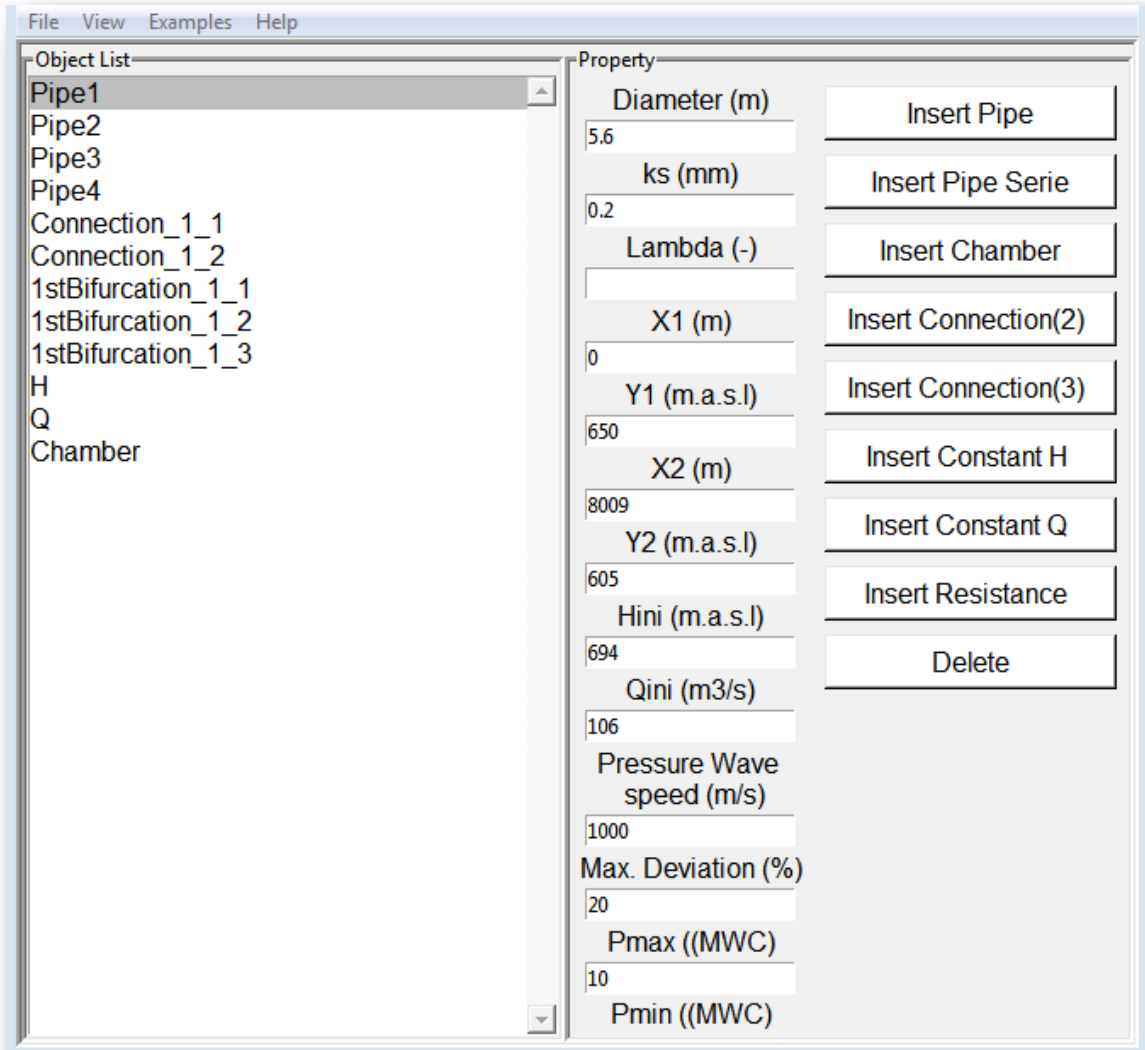 File View Examples Help
Object List
Pipe1
Pipe2
Pipe3
Pipe4
Connection_1_1
Connection_1_2
1stBifurcation_1_1
1stBifurcation_1_2
1stBifurcation_1_3
H
Q
Chamber
Property
Diameter (m)
5.6
ks (mm)
0.2
Lambda (-)
X1 (m)
0
Y1 (m.a.s.l)
650
X2 (m)
8009
Y2 (m.a.s.l)
605
Hini (m.a.s.l)
694
Qini (m3/s)
106
Pressure Wave
speed (m/s)
1000
Max. Deviation (%)
20
Pmax ((MWC)
10
Pmin ((MWC)
Insert Pipe
Insert Pipe Serie
Insert Chamber
Insert Connection(2)
Insert Connection(3)
Insert Constant H
Insert Constant Q
Insert Resistance
Delete